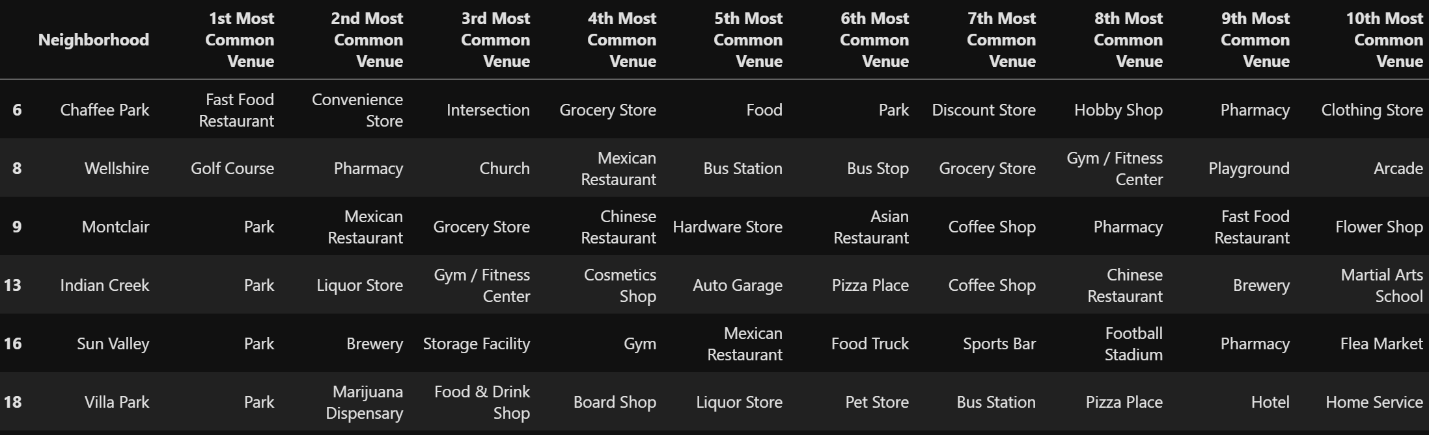 Neighborhood 1st Most Common Venue 2nd Most Common Venue 3rd Most Common Venue 4th Most Common Venue 5th Most Common Venue 6th Most Common Venue 7th Most Common Venue 8th Most Common Venue 9th Most Common Venue 10th Most Common Venue
6 Chaffee Park Fast Food Restaurant Convenience Store Intersection Grocery Store Food Park Discount Store Hobby Shop Pharmacy Clothing Store
8 Wellshire Golf Course Pharmacy Church Mexican Restaurant Bus Station Bus Stop Grocery Store Gym / Fitness Center Playground Arcade
9 Montclair Park Mexican Restaurant Grocery Store Chinese Restaurant Hardware Store Asian Restaurant Coffee Shop Pharmacy Fast Food Restaurant Flower Shop
13 Indian Creek Park Liquor Store Gym / Fitness Center Cosmetics Shop Auto Garage Pizza Place Coffee Shop Chinese Restaurant Brewery Martial Arts School
16 Sun Valley Park Brewery Storage Facility Gym Mexican Restaurant Food Truck Sports Bar Football Stadium Pharmacy Flea Market
18 Villa Park Park Marijuana Dispensary Food & Drink Shop Board Shop Liquor Store Pet Store Bus Station Pizza Place Hotel Home Service